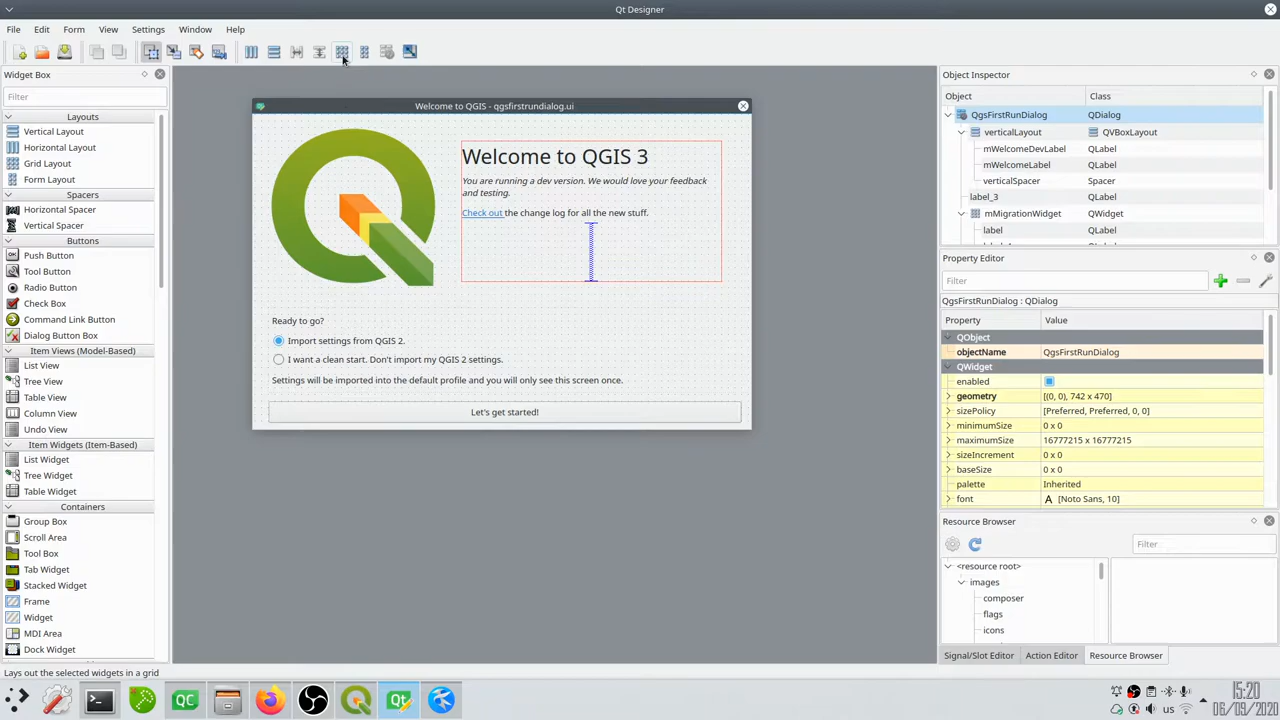 Qt Designer
File Edit Form View Settings Window Help
Widget Box
Filter
Layouts
Vertical Layout
Horizontal Layout
Grid Layout
Form Layout
Spacers
Horizontal Spacer
Vertical Spacer
Buttons
OK Push Button
Tool Button
Radio Button
Check Box
Command Link Button
Dialog Button Box
Item Views (Model-Based)
List View
Tree View
Table View
Column View
Undo View
Item Widgets (Item-Based)
List Widget
Tree Widget
Table Widget
Containers
Group Box
Scroll Area
Tool Box
Tab Widget
Stacked Widget
Frame
Widget
MDI Area
Dock Widget
Lays out the selected widgets in a grid
Welcome to QGIS - qgsfirstrundialog.ui
Welcome to QGIS 3
You are running a dev version. We would love your feedback
and testing.
Check out the change log for all the new stuff.
Ready to go?
Import settings from QGIS 2.
I want a clean start. Don't import my QGIS 2 settings.
Settings will be imported into the default profile and you will only see this screen once.
Let's get started!
Object Inspector
Object Class
QgsFirstRunDialog QDialog
verticalLayout QVBoxLayout
mWelcomeDevLabel QLabel
mWelcomeLabel QLabel
verticalSpacer Spacer
label_3 QLabel
mMigrationWidget QWidget
label QLabel
Property Editor
Filter
QgsFirstRunDialog : QDialog
Property Value
QObject
objectName QgsFirstRunDialog
QWidget
enabled
geometry [(0, 0), 742 x 470]
sizePolicy [Preferred, Preferred, 0, 0]
minimumSize 0 x 0
maximumSize 16777215 x 16777215
sizeIncrement 0 x 0
baseSize 0 x 0
palette Inherited
font A [Noto Sans, 10]
Resource Browser
Filter
<resource root>
images
composer
flags
icons
Signal/Slot Editor Action Editor Resource Browser
QC
Qt
us
15:20
06/09/2020